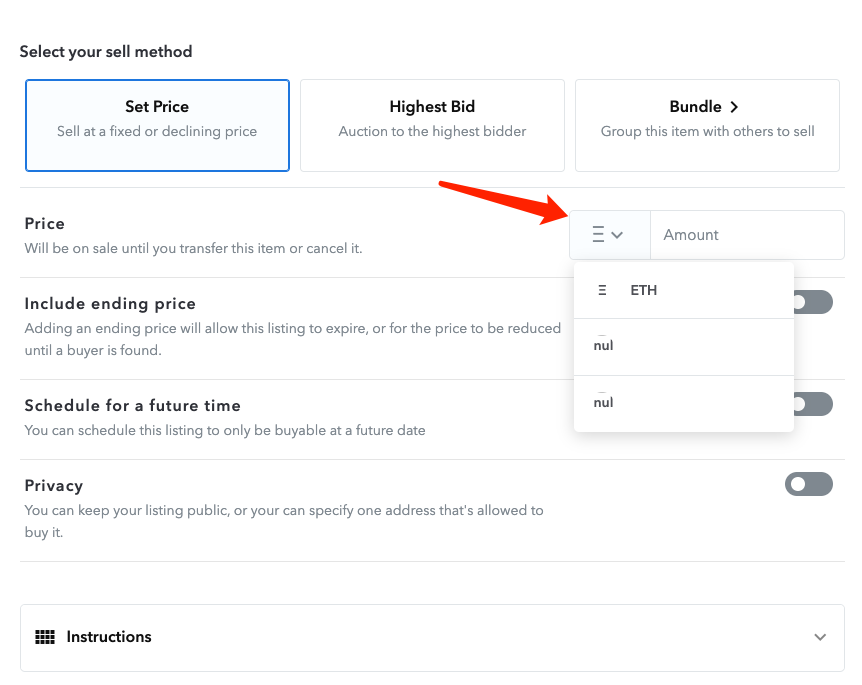 Select your sell method
Set Price
Sell at a fixed or declining price
Highest Bid
Auction to the highest bidder
Bundle
Group this item with others to sell
Price
Will be on sale until you transfer this item or cancel it.
Ξ
Amount
Ξ ETH
nul
nul
Include ending price
Adding an ending price will allow this listing to expire, or for the price to be reduced
until a buyer is found.
Schedule for a future time
You can schedule this listing to only be buyable at a future date
Privacy
You can keep your listing public, or your can specify one address that's allowed to
buy it.
Instructions